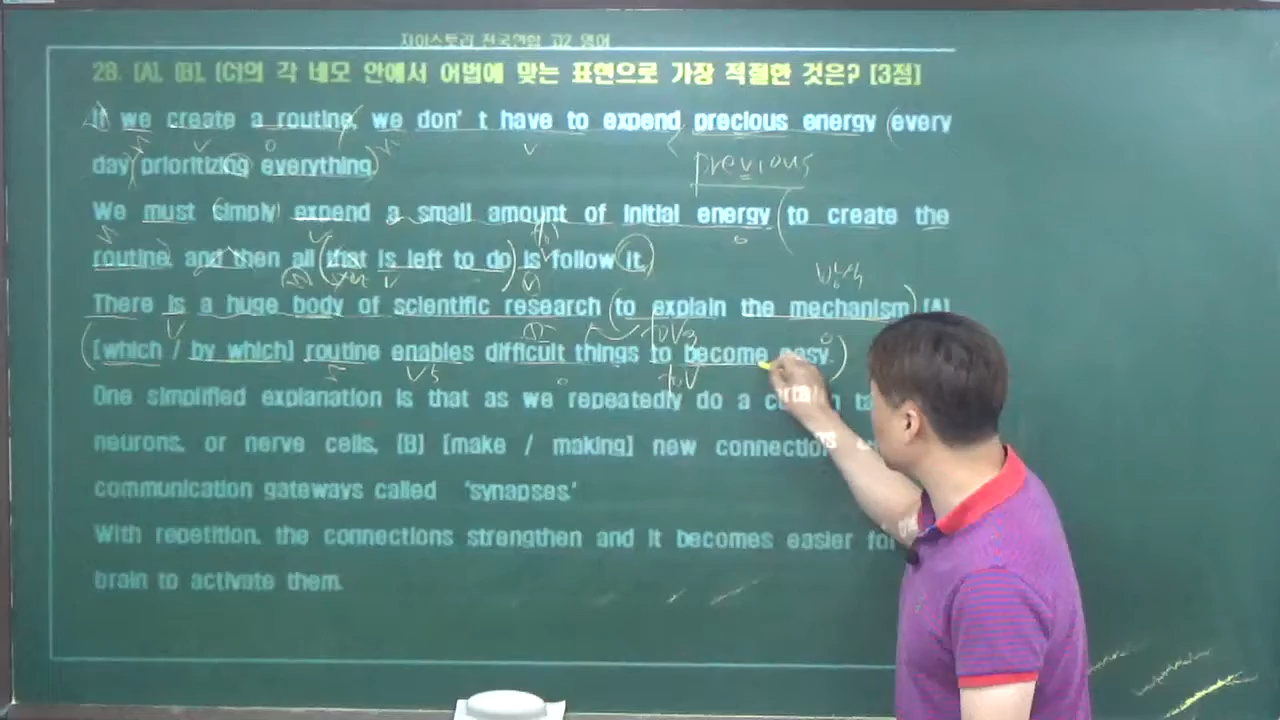 자이스토리 전국연합 고2 영어
28. (A), (B), (C)의 각 네모 안에서 어법에 맞는 표현으로 가장 적절한 것은? [3점]
If we create a routine, we don't have to expend precious energy every
day prioritizing everything.
previous
We must simply expend a small amount of initial energy to create the
routine, and then all that is left to do is follow it.
There is a huge body of scientific research to explain the mechanism (A)
[which / by which] routine enables difficult things to become easy.
toV
One simplified explanation is that as we repeatedly do a
neurons, or nerve cells, (B) [make / making] new
communication gateways called 'synapses.'
With repetition, the connections strengthen and it becomes easier for
brain to activate them.